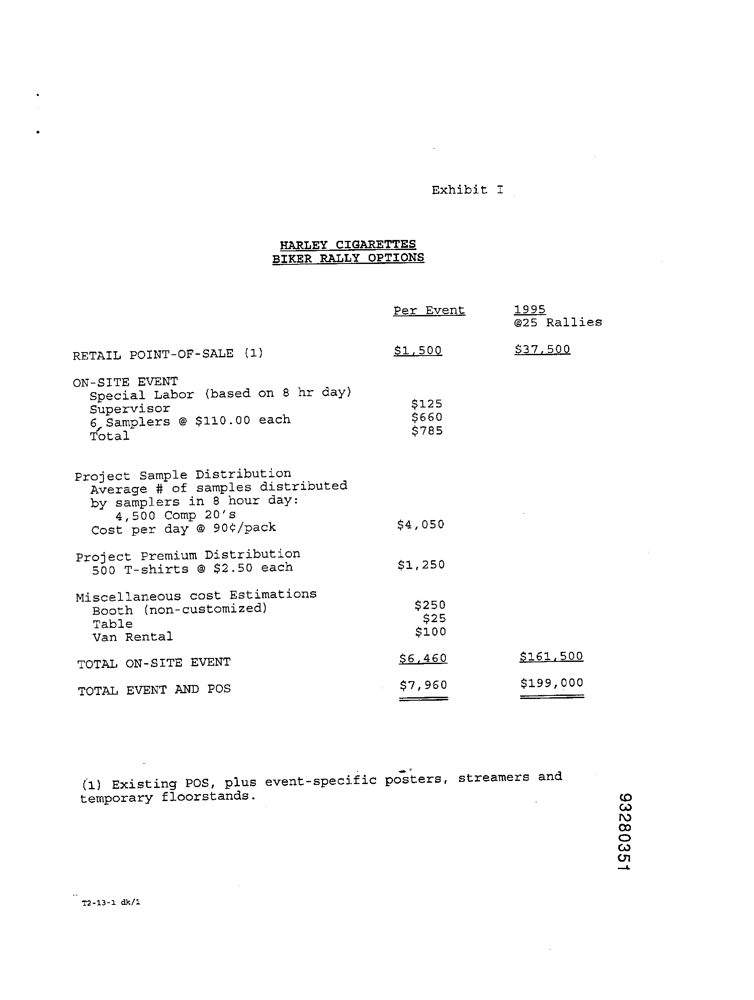 Exhibit I
HARLEY CIGARETTES
BIKER RALLY OPTIONS
Per Event 1995
@25 Rallies
RETAIL POINT-OF-SALE (1) $1,500 $37,500
ON-SITE EVENT
Special Labor (based on 8 hr day)
Supervisor $125
6 Samplers @ $110.00 each $660
Total $785
Project Sample Distribution
Average # of samples distributed
by samplers in 8 hour day:
4,500 Comp 20's
Cost per day @ 90¢/pack $4,050
Project Premium Distribution
500 T-shirts @ $2.50 each $1,250
Miscellaneous cost Estimations
Booth (non-customized) $250
Table $25
Van Rental $100
TOTAL ON-SITE EVENT $6,460 $161,500
TOTAL EVENT AND POS $7,960 $199,000
(1) Existing POS, plus event-specific posters, streamers and
temporary floorstands.
93280351
T2-13-1 dk/1